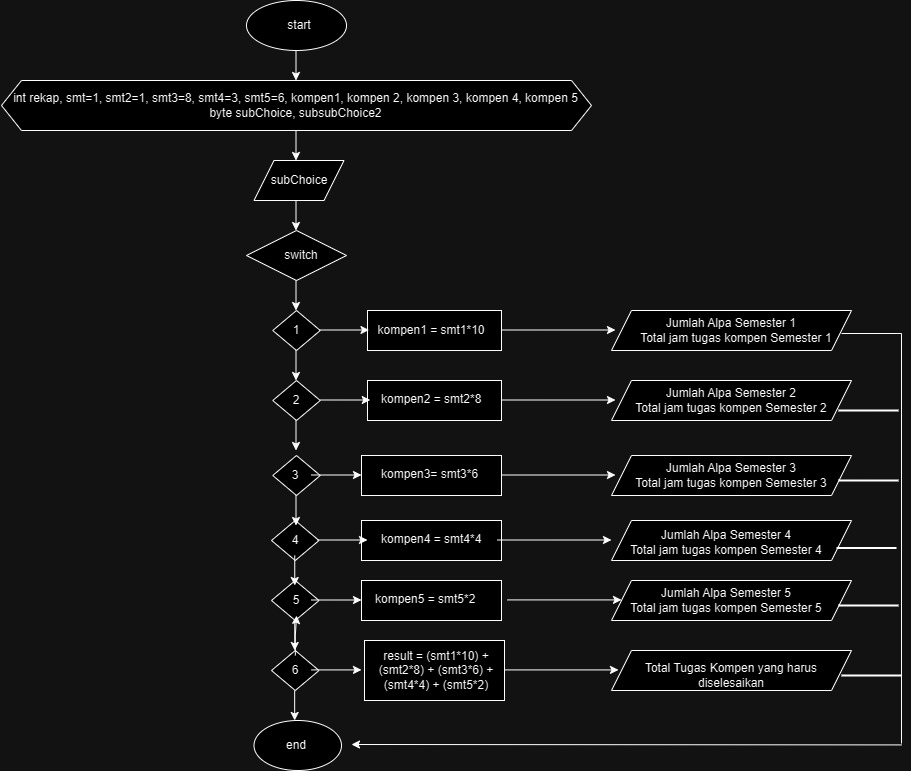 start
int rekap, smt=1, smt2=1, smt3=8, smt4=3, smt5=6, kompen1, kompen 2, kompen 3, kompen 4, kompen 5
byte subChoice, subsubChoice2
subChoice
switch
1
kompen1 = smt1*10
Jumlah Alpa Semester 1
Total jam tugas kompen Semester 1
2
kompen2 = smt2*8
Jumlah Alpa Semester 2
Total jam tugas kompen Semester 2
3
kompen3= smt3*6
Jumlah Alpa Semester 3
Total jam tugas kompen Semester 3
4
kompen4 = smt4*4
Jumlah Alpa Semester 4
Total jam tugas kompen Semester 4
5
kompen5 = smt5*2
Jumlah Alpa Semester 5
Total jam tugas kompen Semester 5
6
result = (smt1*10) +
(smt2*8) + (smt3*6) +
(smt4*4) + (smt5*2)
Total Tugas Kompen yang harus
diselesaikan
end